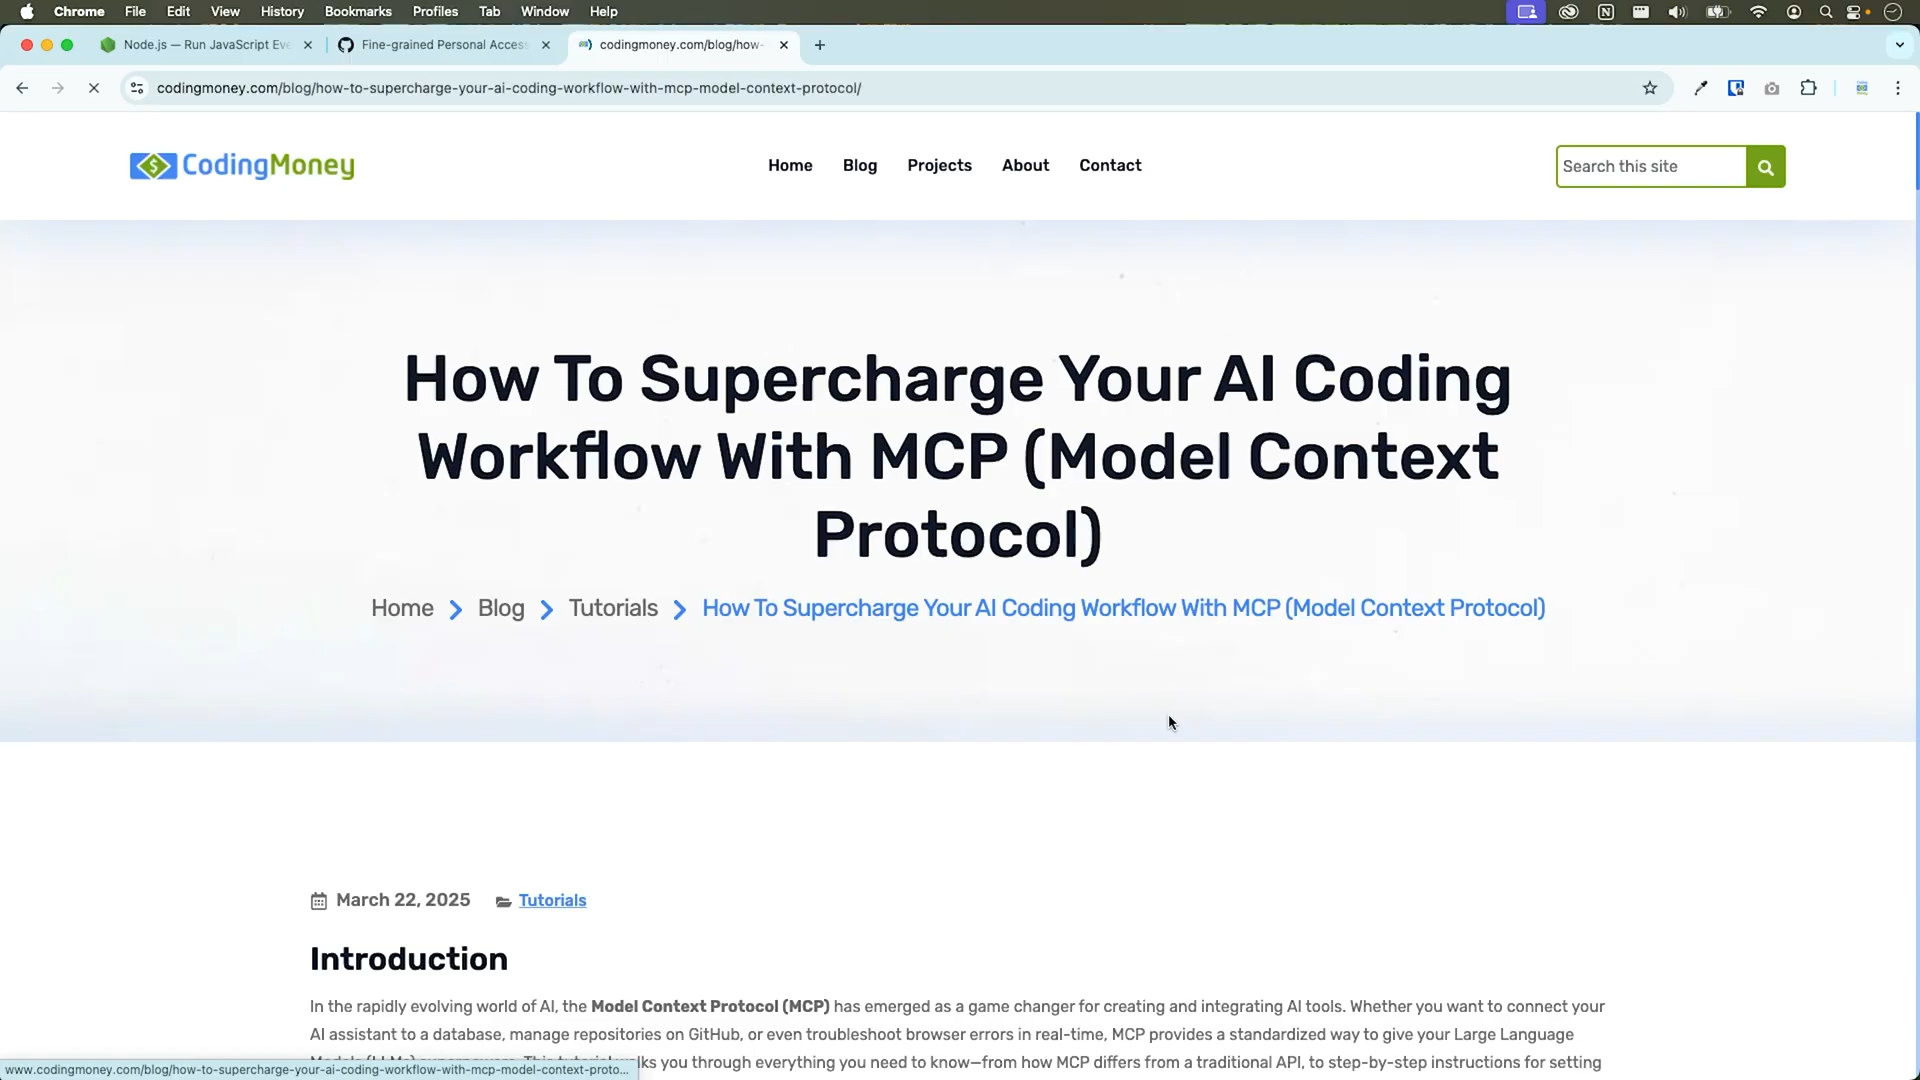 Chrome File Edit View History Bookmarks Profiles Tab Window Help
Node.js — Run JavaScript Eve
Fine-grained Personal Access
codingmoney.com/blog/how-
codingmoney.com/blog/how-to-supercharge-your-ai-coding-workflow-with-mcp-model-context-protocol/
CodingMoney
Home Blog Projects About Contact
Search this site
How To Supercharge Your AI Coding
Workflow With MCP (Model Context
Protocol)
Home Blog Tutorials How To Supercharge Your AI Coding Workflow With MCP (Model Context Protocol)
March 22, 2025 Tutorials
Introduction
In the rapidly evolving world of AI, the Model Context Protocol (MCP) has emerged as a game changer for creating and integrating AI tools. Whether you want to connect your
AI assistant to a database, manage repositories on GitHub, or even troubleshoot browser errors in real-time, MCP provides a standardized way to give your Large Language
you through everything you need to know—from how MCP differs from a traditional API, to step-by-step instructions for setting
www.codingmoney.com/blog/how-to-supercharge-your-ai-coding-workflow-with-mcp-model-context-proto...